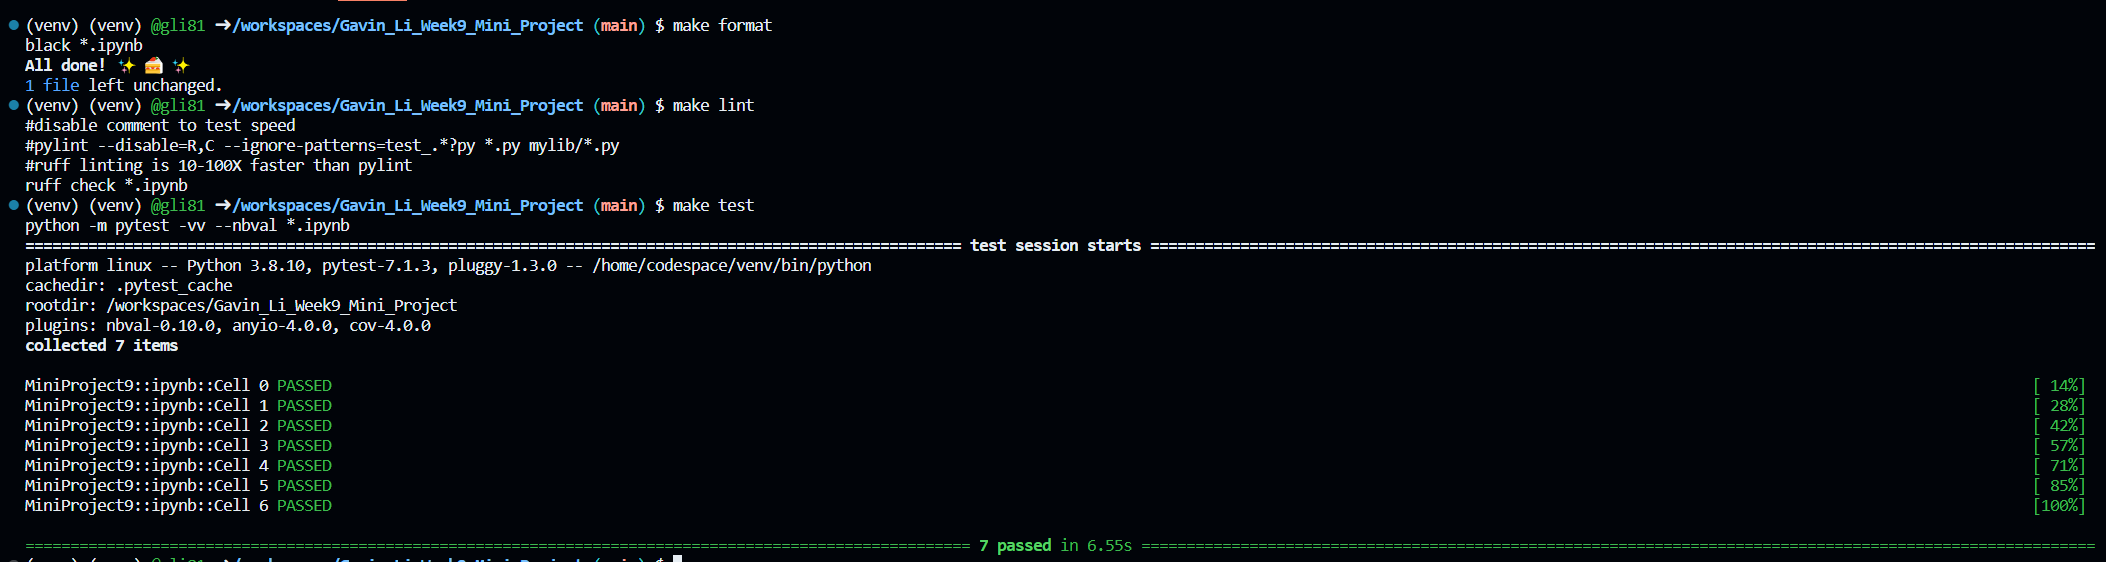 (venv) (venv) @gli81 ➜/workspaces/Gavin_Li_Week9_Mini_Project (main) $ make format
black *.ipynb
All done! ✨ 🍰 ✨
1 file left unchanged.
(venv) (venv) @gli81 ➜/workspaces/Gavin_Li_Week9_Mini_Project (main) $ make lint
#disable comment to test speed
#pylint --disable=R,C --ignore-patterns=test_.*?py *.py mylib/*.py
#ruff linting is 10-100X faster than pylint
ruff check *.ipynb
(venv) (venv) @gli81 ➜/workspaces/Gavin_Li_Week9_Mini_Project (main) $ make test
python -m pytest -vv --nbval *.ipynb
======================================================================================================== test session starts =========================================================================================================
platform linux -- Python 3.8.10, pytest-7.1.3, pluggy-1.3.0 -- /home/codespace/venv/bin/python
cachedir: .pytest_cache
rootdir: /workspaces/Gavin_Li_Week9_Mini_Project
plugins: nbval-0.10.0, anyio-4.0.0, cov-4.0.0
collected 7 items
MiniProject9::ipynb::Cell 0 PASSED [ 14%]
MiniProject9::ipynb::Cell 1 PASSED [ 28%]
MiniProject9::ipynb::Cell 2 PASSED [ 42%]
MiniProject9::ipynb::Cell 3 PASSED [ 57%]
MiniProject9::ipynb::Cell 4 PASSED [ 71%]
MiniProject9::ipynb::Cell 5 PASSED [ 85%]
MiniProject9::ipynb::Cell 6 PASSED [100%]
========================================================================================================= 7 passed in 6.55s ==========================================================================================================
(venv) (venv) @gli81 ➜/workspaces/Gavin_Li_Week9_Mini_Project (main) $